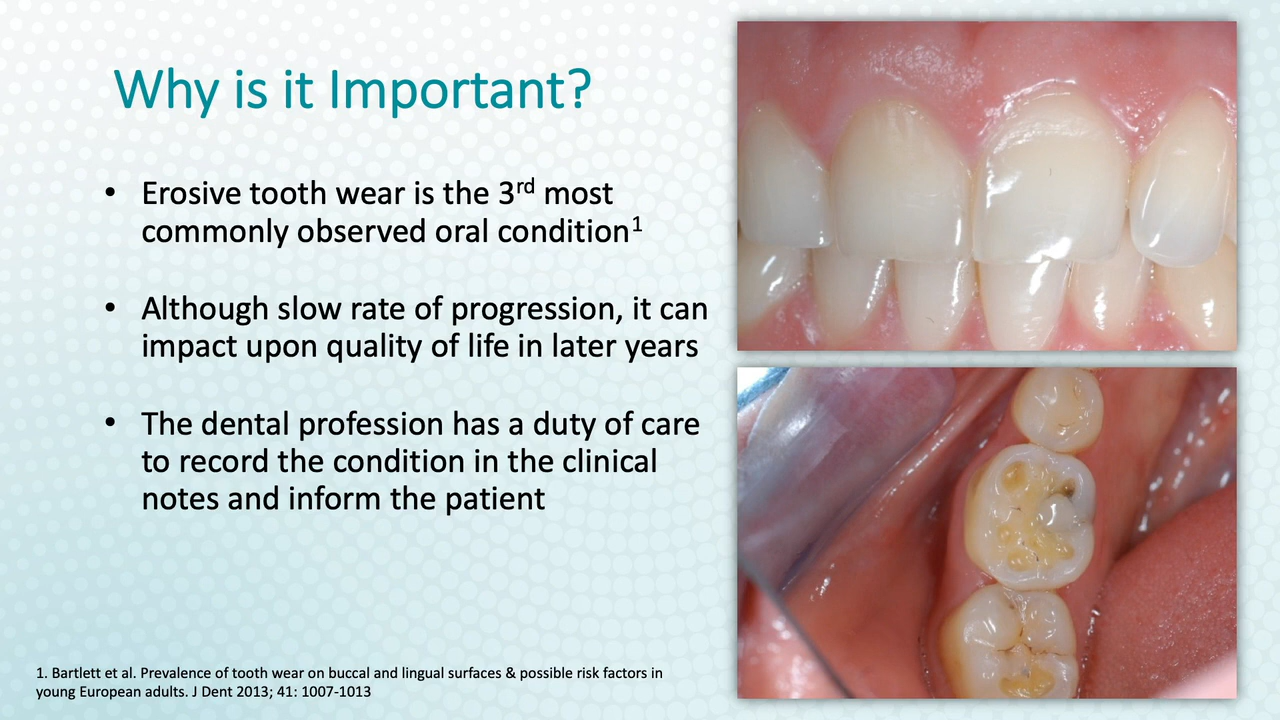 Why is it Important?
• Erosive tooth wear is the 3rd most
commonly observed oral condition1
• Although slow rate of progression, it can
impact upon quality of life in later years
• The dental profession has a duty of care
to record the condition in the clinical
notes and inform the patient
1. Bartlett et al. Prevalence of tooth wear on buccal and lingual surfaces & possible risk factors in
young European adults. J Dent 2013; 41: 1007-1013